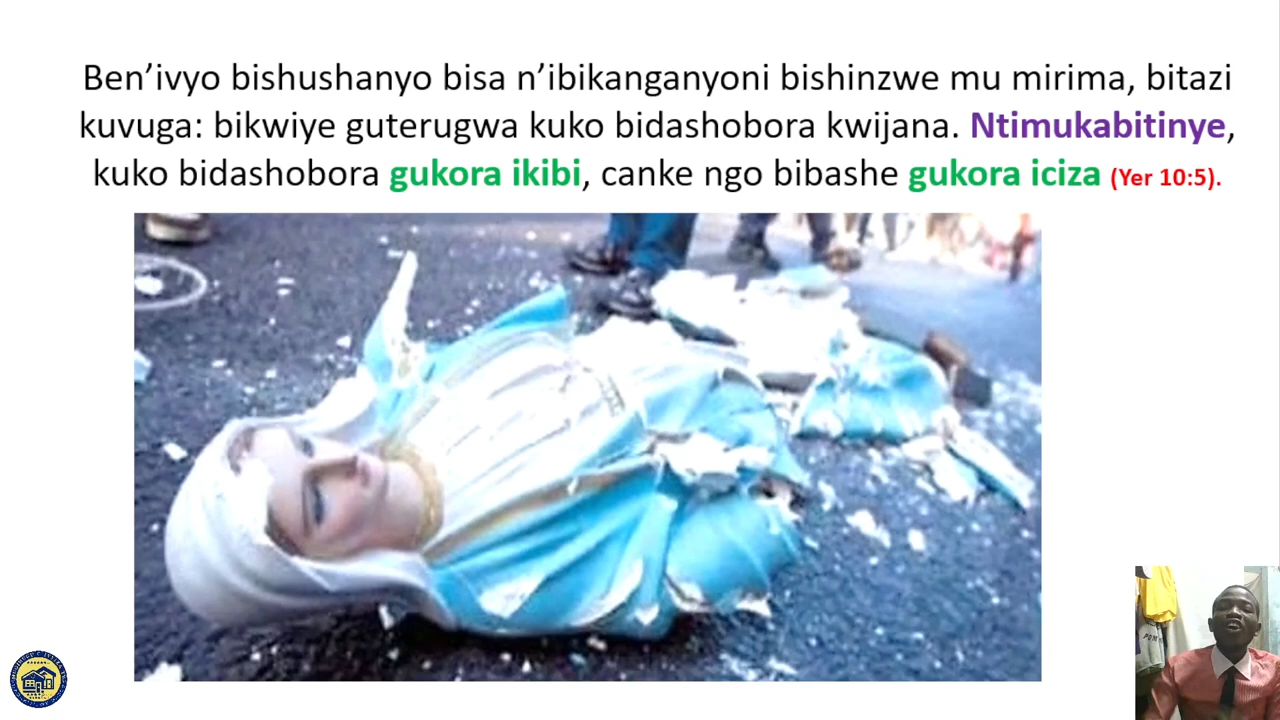 Ben’ivyo bishushanyo bisa n’ibikanganyoni bishinzwe mu mirima, bitazi
kuvuga: bikwiye guterugwa kuko bidashobora kwijana. Ntimukabitinye,
kuko bidashobora gukora ikibi, canke ngo bibashe gukora iciza (Yer 10:5).